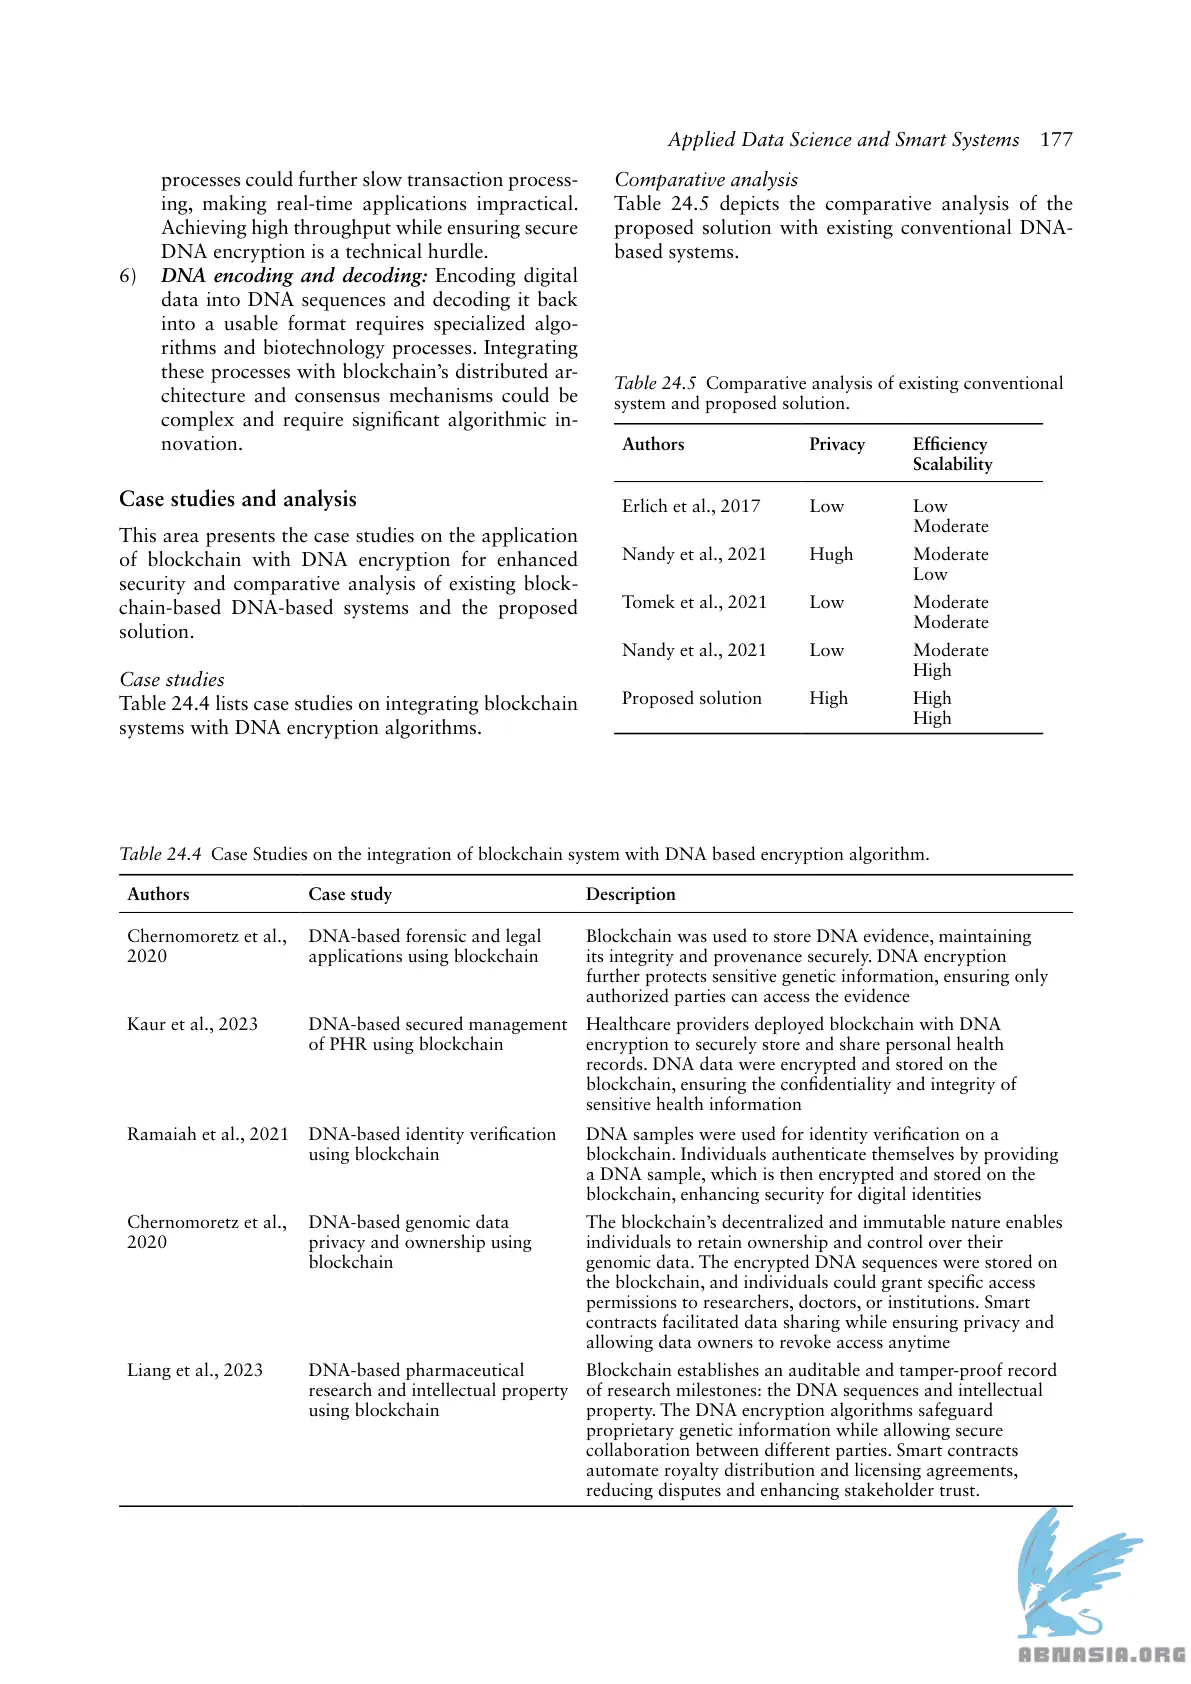 Applied Data Science and Smart Systems 177
processes could further slow transaction process-
ing, making real-time applications impractical.
Achieving high throughput while ensuring secure
DNA encryption is a technical hurdle.
6) DNA encoding and decoding: Encoding digital
data into DNA sequences and decoding it back
into a usable format requires specialized algo-
rithms and biotechnology processes. Integrating
these processes with blockchain's distributed ar-
chitecture and consensus mechanisms could be
complex and require significant algorithmic in-
novation.
Case studies and analysis
This area presents the case studies on the application
of blockchain with DNA encryption for enhanced
security and comparative analysis of existing block-
chain-based DNA-based systems and the proposed
solution.
Case studies
Table 24.4 lists case studies on integrating blockchain
systems with DNA encryption algorithms.
Comparative analysis
Table 24.5 depicts the comparative analysis of the
proposed solution with existing conventional DNA-
based systems.
Table 24.5 Comparative analysis of existing conventional
system and proposed solution.
Authors Privacy Efficiency
Scalability
Erlich et al., 2017 Low Low
Moderate
Nandy et al., 2021 Hugh Moderate
Low
Tomek et al., 2021 Low Moderate
Moderate
Nandy et al., 2021 Low Moderate
High
Proposed solution High High
High
Table 24.4 Case Studies on the integration of blockchain system with DNA based encryption algorithm.
Authors Case study Description
Chernomoretz et al., DNA-based forensic and legal Blockchain was used to store DNA evidence, maintaining
2020 applications using blockchain its integrity and provenance securely. DNA encryption
further protects sensitive genetic information, ensuring only
authorized parties can access the evidence
Kaur et al., 2023 DNA-based secured management Healthcare providers deployed blockchain with DNA
of PHR using blockchain encryption to securely store and share personal health
records. DNA data were encrypted and stored on the
blockchain, ensuring the confidentiality and integrity of
sensitive health information
Ramaiah et al., 2021 DNA-based identity verification DNA samples were used for identity verification on a
using blockchain blockchain. Individuals authenticate themselves by providing
a DNA sample, which is then encrypted and stored on the
blockchain, enhancing security for digital identities
Chernomoretz et al., DNA-based genomic data The blockchain's decentralized and immutable nature enables
2020 privacy and ownership using individuals to retain ownership and control over their
blockchain genomic data. The encrypted DNA sequences were stored on
the blockchain, and individuals could grant specific access
permissions to researchers, doctors, or institutions. Smart
contracts facilitated data sharing while ensuring privacy and
allowing data owners to revoke access anytime
Liang et al., 2023 DNA-based pharmaceutical Blockchain establishes an auditable and tamper-proof record
research and intellectual property of research milestones: the DNA sequences and intellectual
using blockchain property. The DNA encryption algorithms safeguard
proprietary genetic information while allowing secure
collaboration between different parties. Smart contracts
automate royalty distribution and licensing agreements,
reducing disputes and enhancing stakeholder trust.
ABNASIA.ORG